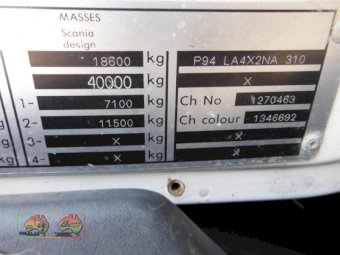 MASSES
Scania
design
18600 kg P94 LA4X2NA 310
40000 kg X
1- 7100 kg Ch No 1270463
2- 11500 kg Ch colour 1346692
3- X kg X
4- X kg